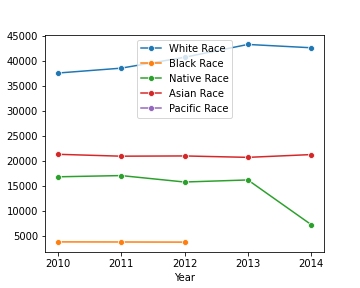 45000
40000
35000
30000
25000
20000
15000
10000
5000
White Race
Black Race
Native Race
Asian Race
Pacific Race
2010 2011 2012 2013 2014
Year